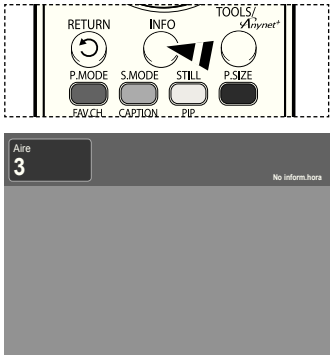 RETURN INFO TOOLS/
Anynet+
P.MODE S.MODE STILL P.SIZE
FAV.CH CAPTION PIP
Aire
3
No inform.hora